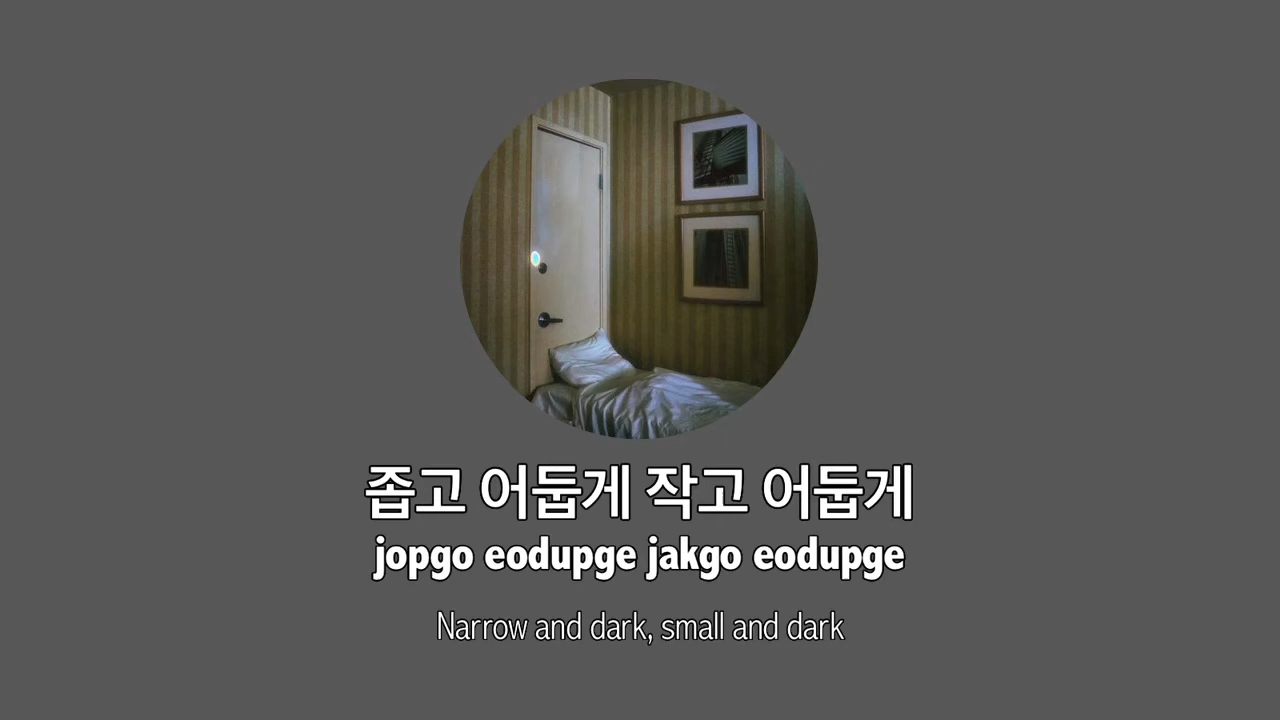 좁고 어둡게 작고 어둡게
jopgo eodupge jakgo eodupge
Narrow and dark, small and dark